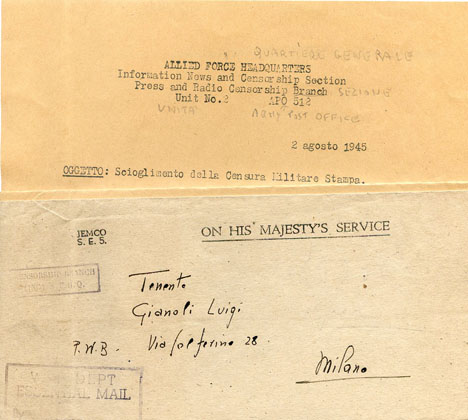 QUARTIERE GENERALE
ALLIED FORCE HEADQUARTERS
Information News and Censorship Section
Press and Radio Censorship Branch SEZIONE
Unit No.2 APO 512
UNITA' ARMY POST OFFICE
2 agosto 1945
OGGETTO: Scioglimento della Censura Militare Stampa.
JEMCO
S.E.S.
ON HIS MAJESTY'S SERVICE
BRANCH
Tenente
Gianoli Luigi
P.W.B - Via Solferino 28
Milano
MAIL